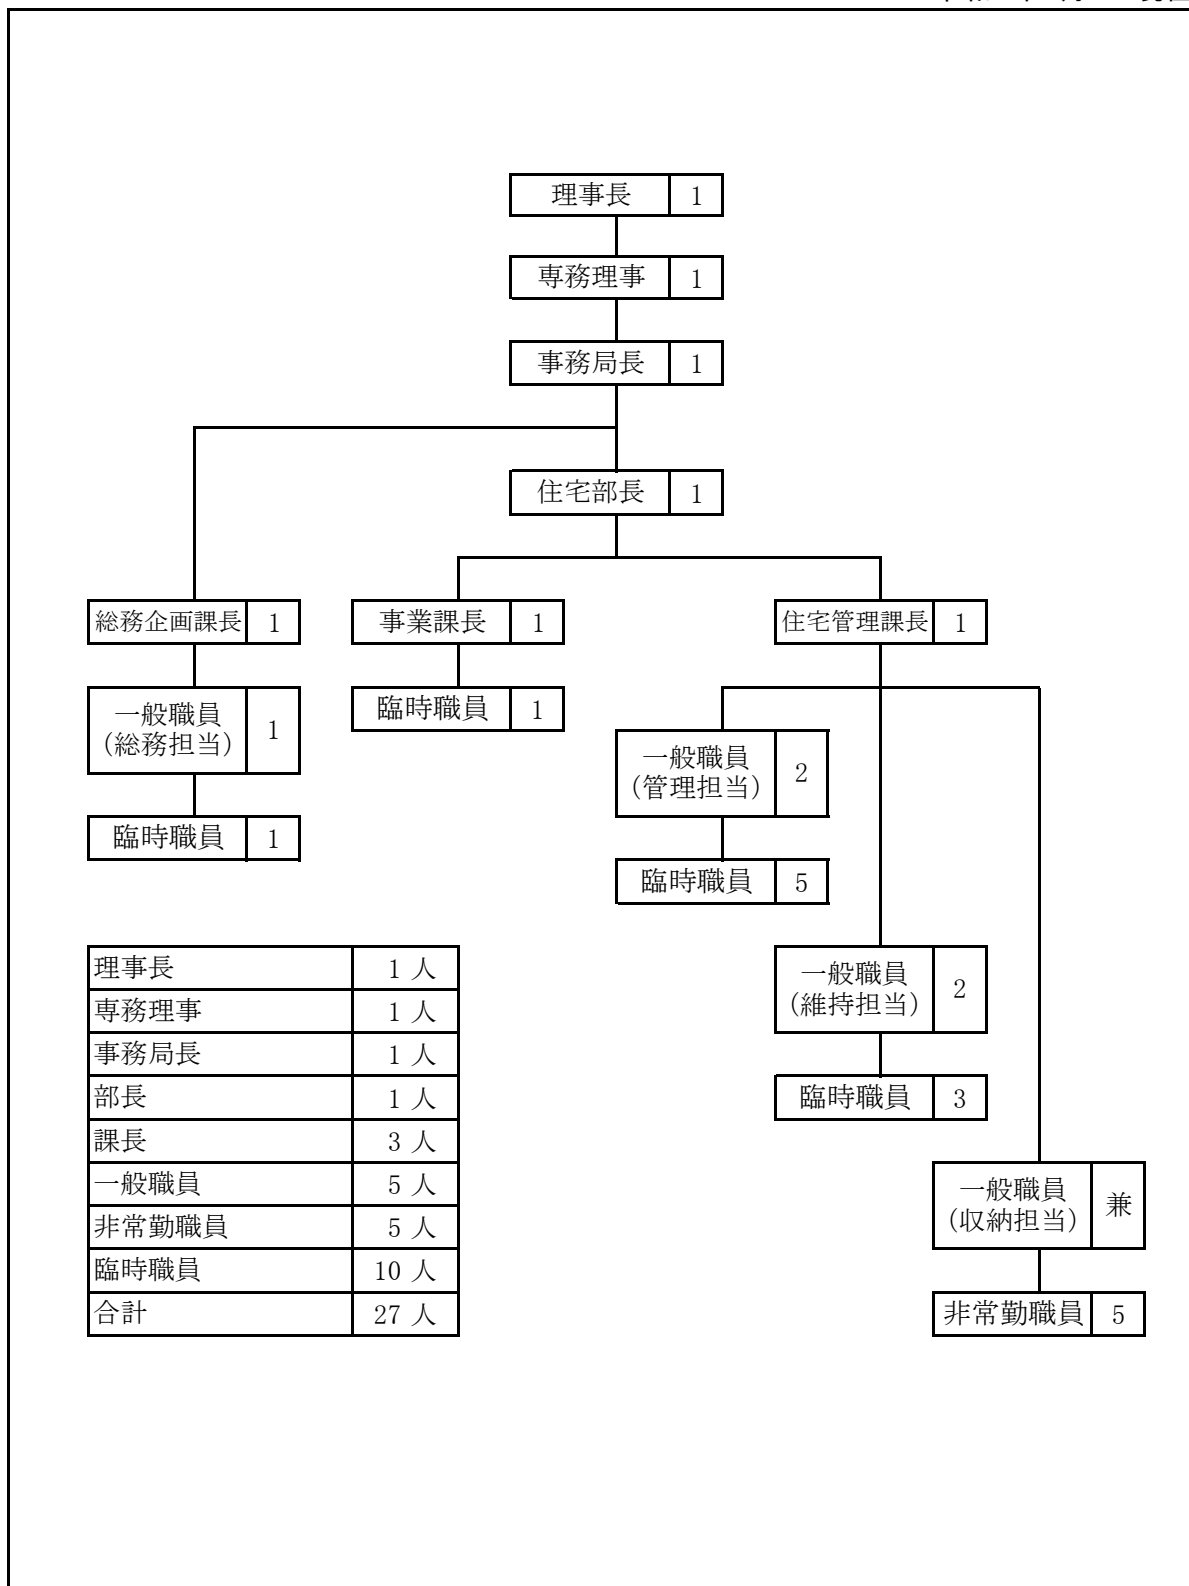 理事長 1
専務理事 1
事務局長 1
住宅部長 1
総務企画課長 1
事業課長 1
住宅管理課長 1
一般職員
(総務担当) 1
臨時職員 1
臨時職員 1
一般職員
(管理担当) 2
臨時職員 5
一般職員
(維持担当) 2
臨時職員 3
一般職員
(収納担当) 兼
非常勤職員 5
理事長 1 人
専務理事 1 人
事務局長 1 人
部長 1 人
課長 3 人
一般職員 5 人
非常勤職員 5 人
臨時職員 10 人
合計 27 人